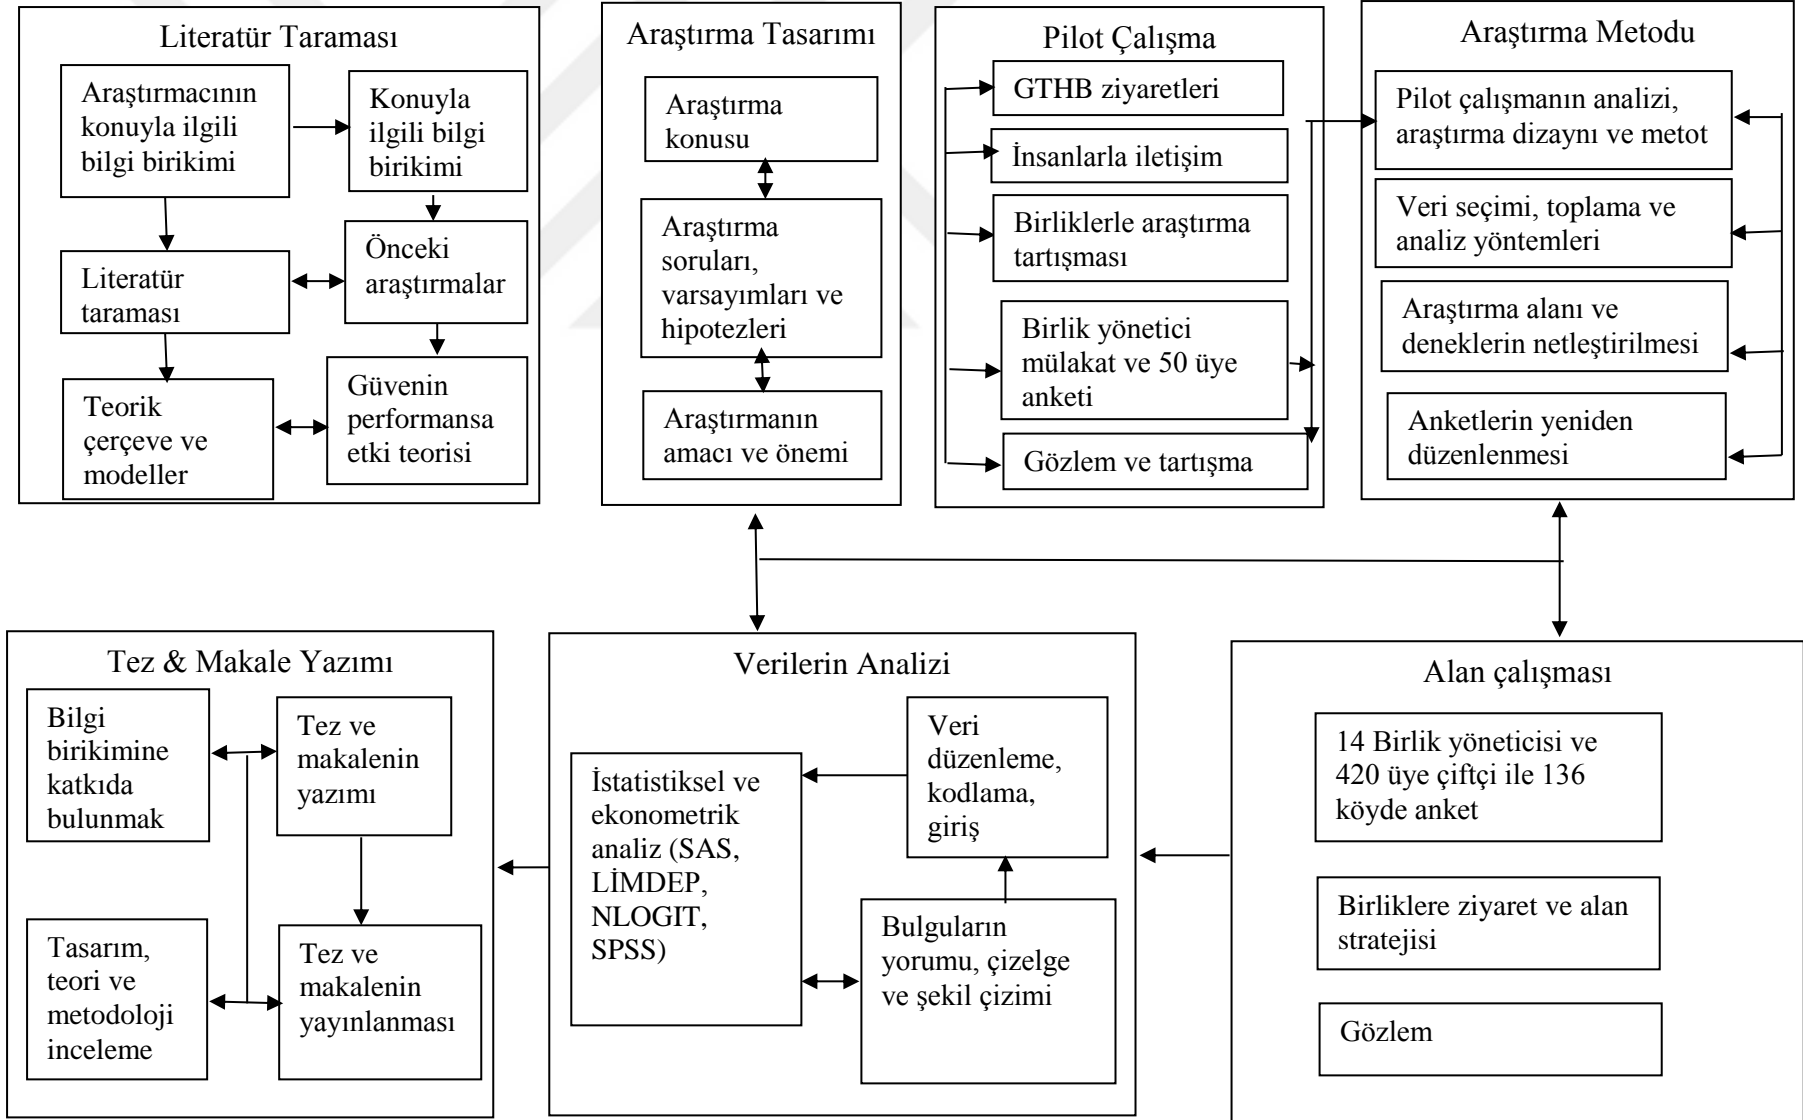 Literatür Taraması
Araştırmacının
konuyla ilgili
bilgi birikimi
Konuyla
ilgili bilgi
birikimi
Literatür
taraması
Önceki
araştırmalar
Teorik
çerçeve ve
modeller
Güvenin
performansa
etki teorisi
Araştırma Tasarımı
Araştırma
konusu
Araştırma
soruları,
varsayımları ve
hipotezleri
Araştırmanın
amacı ve önemi
Pilot Çalışma
GTHB ziyaretleri
İnsanlarla iletişim
Birliklerle araştırma
tartışması
Birlik yönetici
mülakat ve 50 üye
anketi
Gözlem ve tartışma
Araştırma Metodu
Pilot çalışmanın analizi,
araştırma dizaynı ve metot
Veri seçimi, toplama ve
analiz yöntemleri
Araştırma alanı ve
deneklerin netleştirilmesi
Anketlerin yeniden
düzenlenmesi
Tez & Makale Yazımı
Bilgi
birikimine
katkıda
bulunmak
Tez ve
makalenin
yazımı
Tasarım,
teori ve
metodoloji
inceleme
Tez ve
makalenin
yayınlanması
Verilerin Analizi
İstatistiksel ve
ekonometrik
analiz (SAS,
LİMDEP,
NLOGIT,
SPSS)
Veri
düzenleme,
kodlama,
giriş
Bulguların
yorumu, çizelge
ve şekil çizimi
Alan çalışması
14 Birlik yöneticisi ve
420 üye çiftçi ile 136
köyde anket
Birliklere ziyaret ve alan
stratejisi
Gözlem